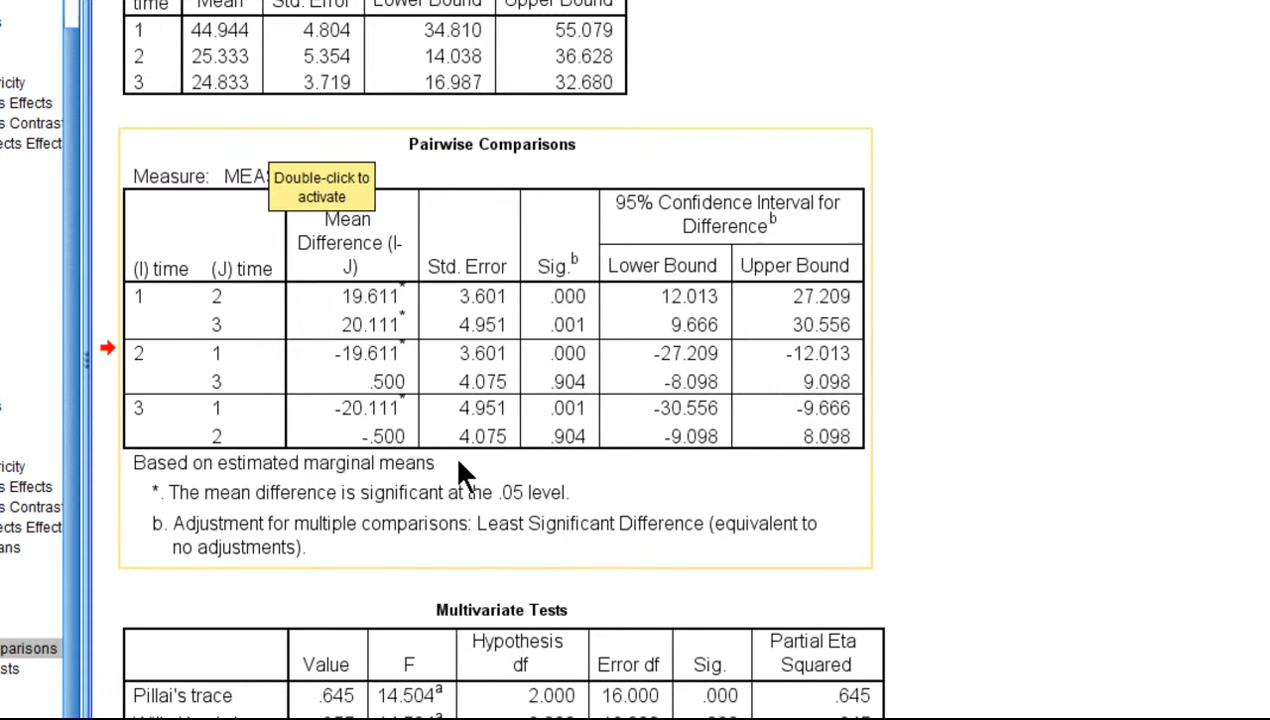 time Mean Std. Error Lower Bound Upper Bound
1 44.944 4.804 34.810 55.079
2 25.333 5.354 14.038 36.628
3 24.833 3.719 16.987 32.680
icity
s Effects
s Contras
ects Effect
Pairwise Comparisons
Measure: MEAS
Double-click to
activate
95% Confidence Interval for
Differenceb
Mean
Difference (I-
J)
(I) time (J) time Std. Error Sig.b Lower Bound Upper Bound
1 2 19.611* 3.601 .000 12.013 27.209
3 20.111* 4.951 .001 9.666 30.556
2 1 -19.611* 3.601 .000 -27.209 -12.013
3 .500 4.075 .904 -8.098 9.098
3 1 -20.111* 4.951 .001 -30.556 -9.666
2 -.500 4.075 .904 -9.098 8.098
Based on estimated marginal means
*. The mean difference is significant at the .05 level.
b. Adjustment for multiple comparisons: Least Significant Difference (equivalent to
no adjustments).
icity
s Effects
s Contras
ects Effect
ans
parisons
sts
Multivariate Tests
Value F Hypothesis
df Error df Sig. Partial Eta
Squared
Pillai's trace .645 14.504a 2.000 16.000 .000 .645